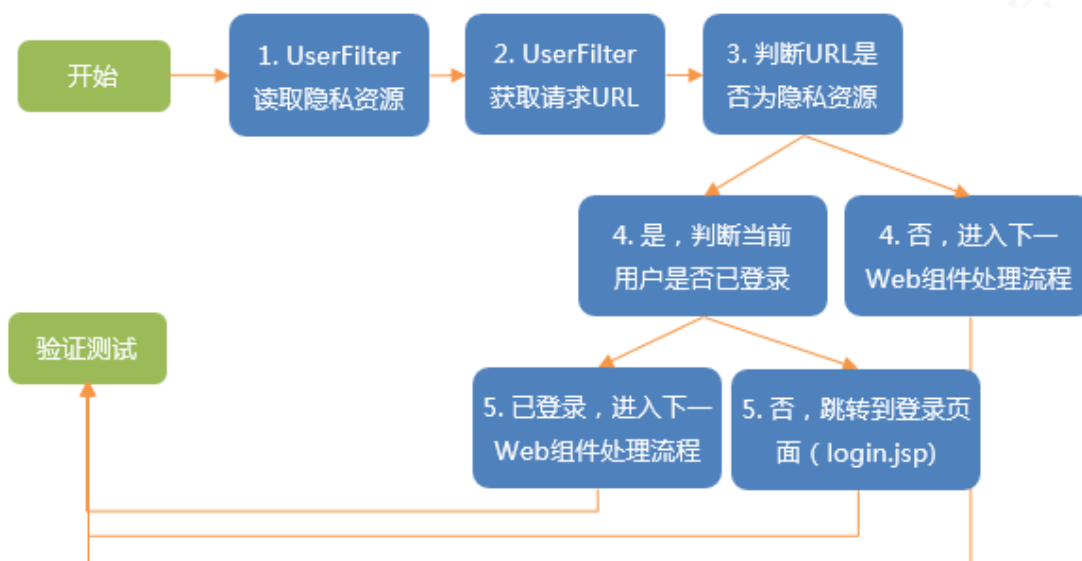 开始
1. UserFilter
读取隐私资源
2. UserFilter
获取请求URL
3. 判断URL是
否为隐私资源
4. 是，判断当前
用户是否已登录
4. 否，进入下一
Web组件处理流程
验证测试
5. 已登录，进入下一
Web组件处理流程
5. 否，跳转到登录页
面（login.jsp)